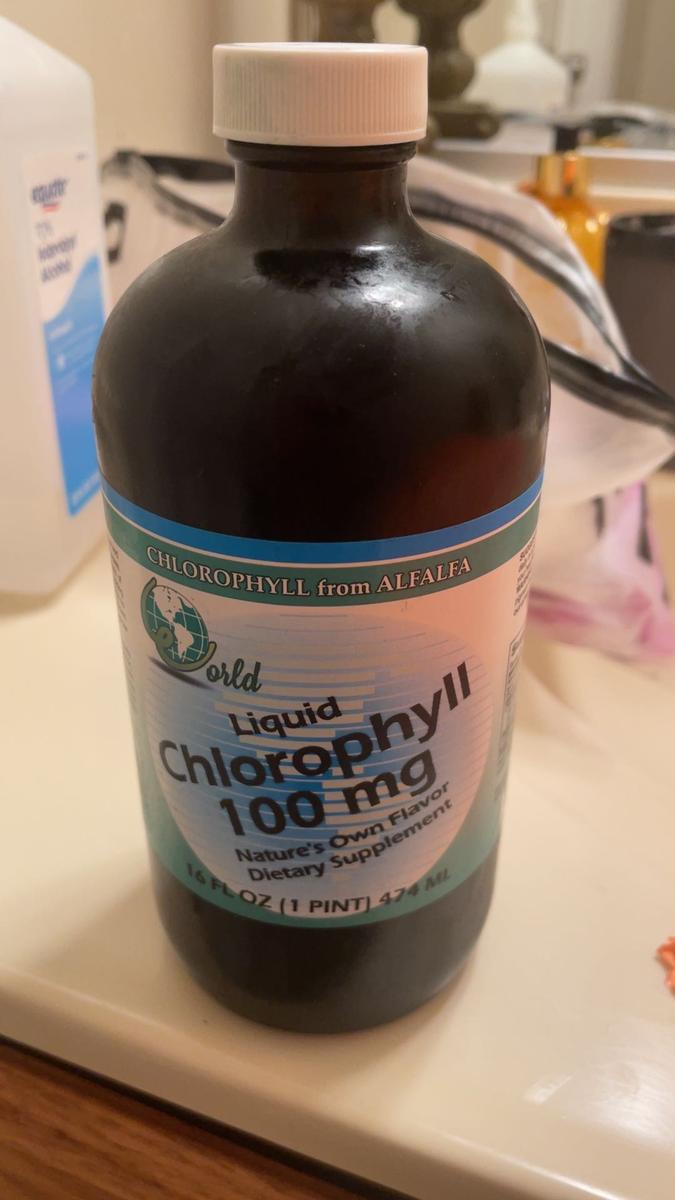 equate
CHLOROPHYLL from ALFALFA
World
Liquid
Chlorophyll
100 mg
Nature's Own Flavor
Dietary Supplement
16 FL OZ (1 PINT) 474 ML